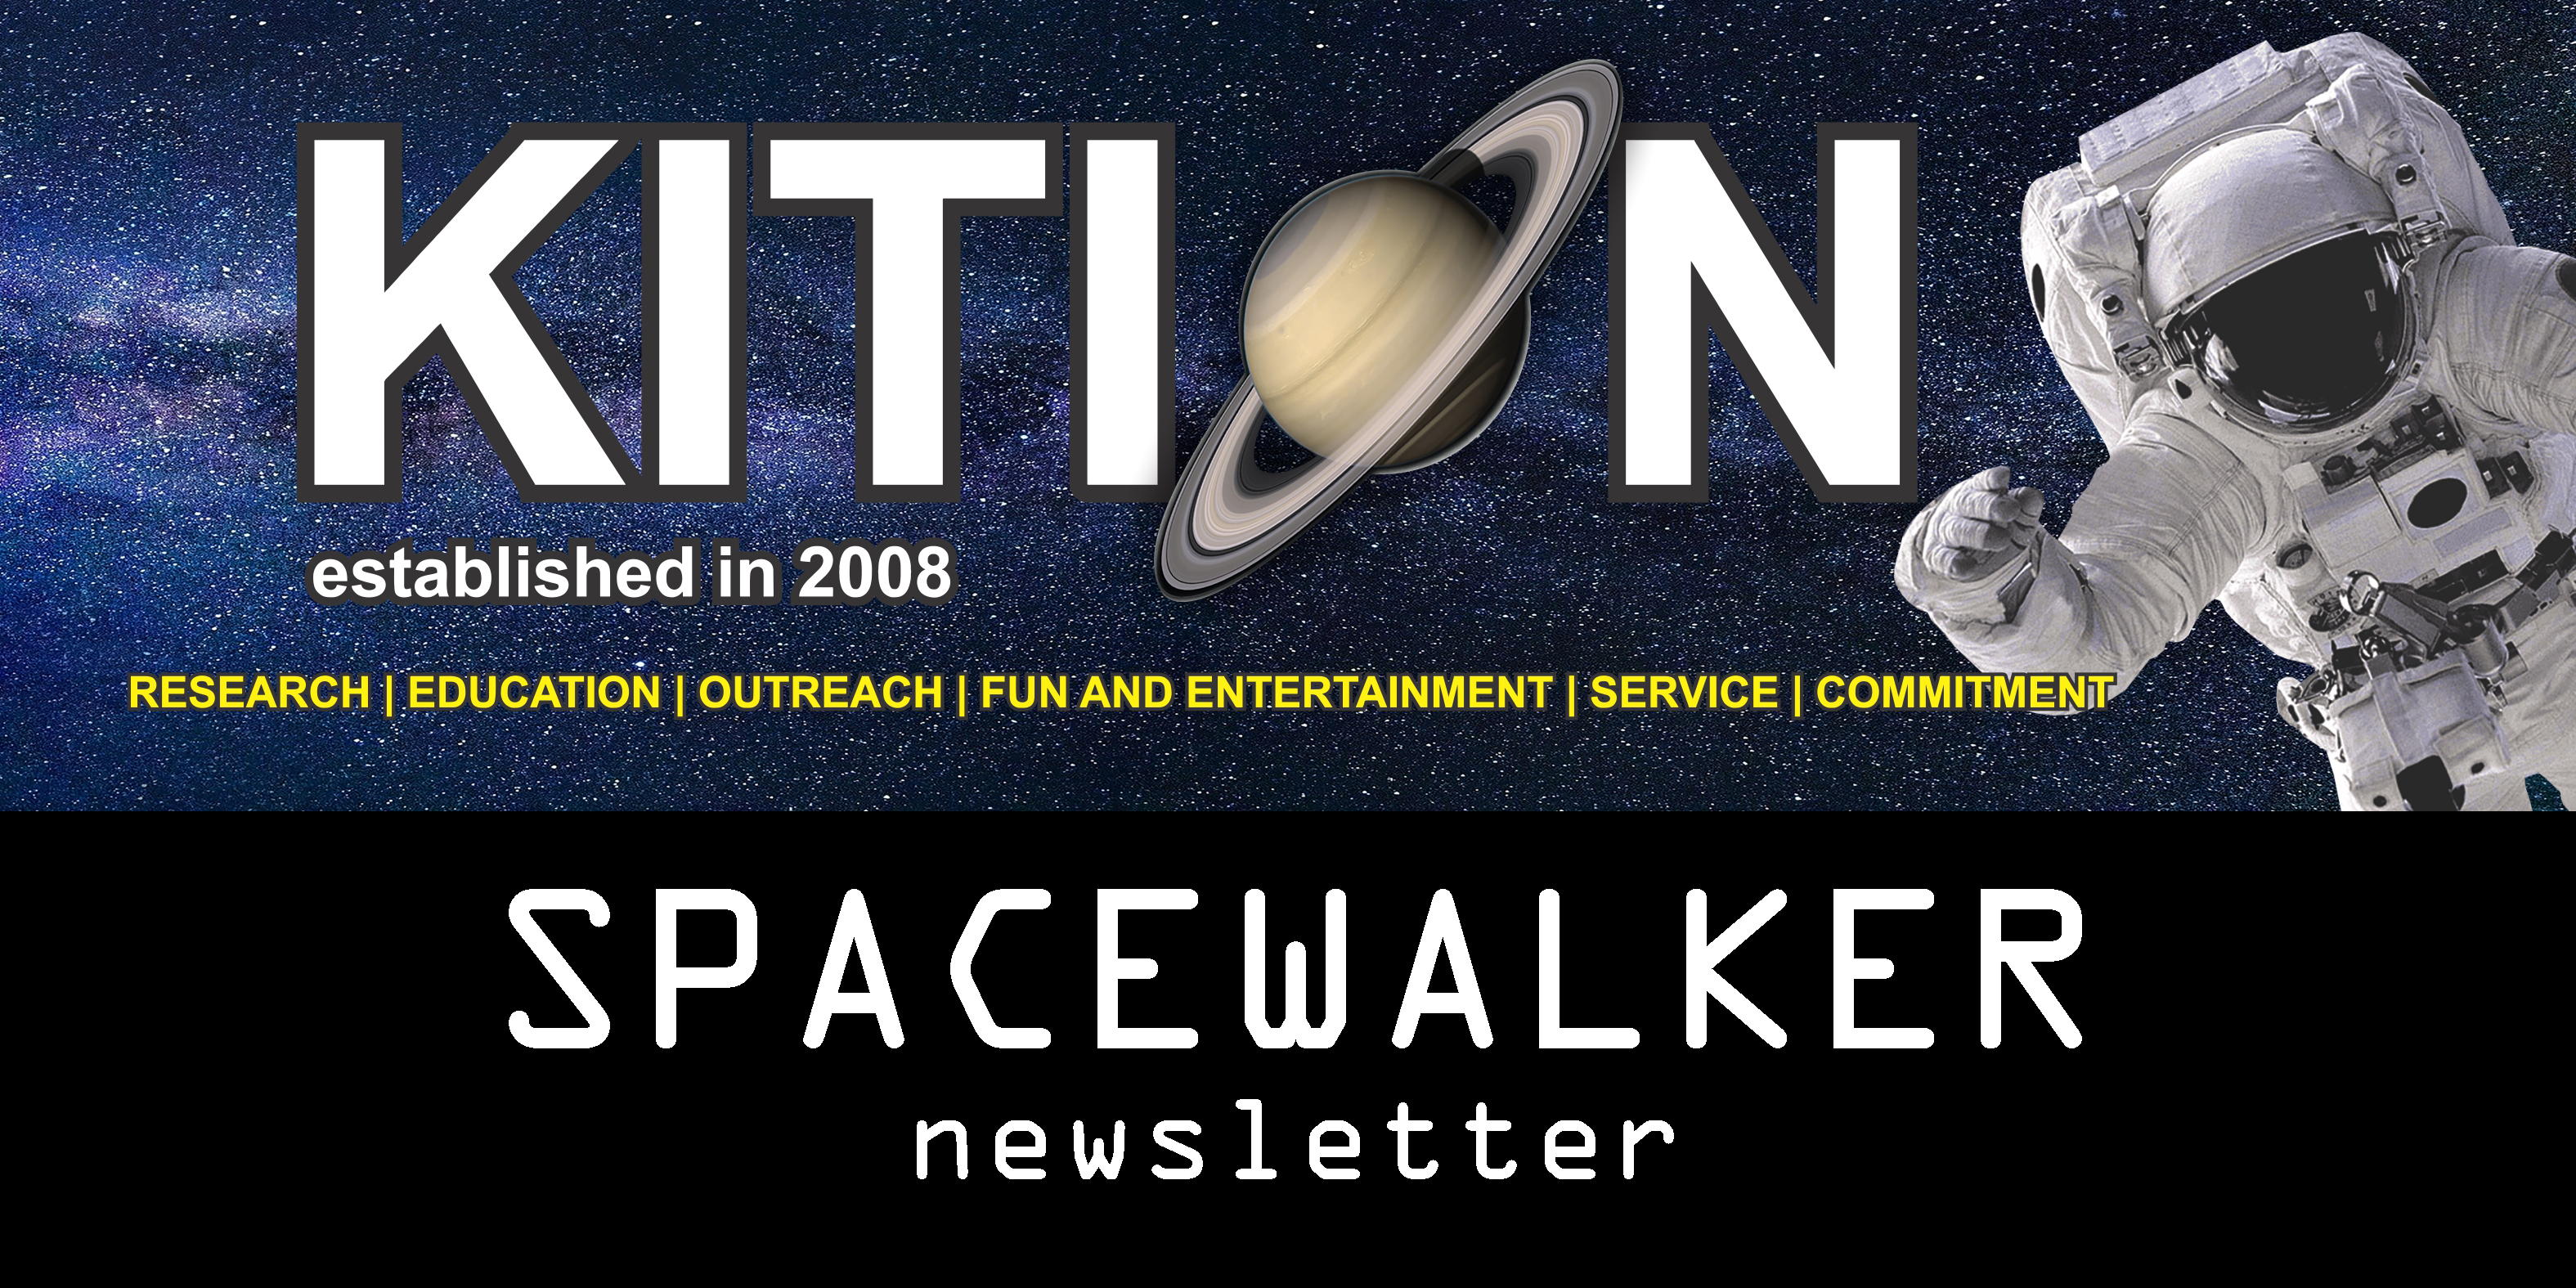 KITION
established in 2008
RESEARCH | EDUCATION | OUTREACH | FUN AND ENTERTAINMENT | SERVICE | COMMITMENT
SPACEWALKER
newsletter